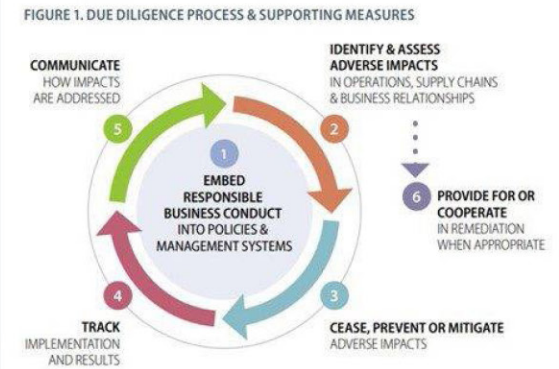 FIGURE 1. DUE DILIGENCE PROCESS & SUPPORTING MEASURES
COMMUNICATE
HOW IMPACTS
ARE ADDRESSED
5
IDENTIFY & ASSESS
ADVERSE IMPACTS
IN OPERATIONS, SUPPLY CHAINS
& BUSINESS RELATIONSHIPS
2
1
EMBED
RESPONSIBLE
BUSINESS CONDUCT
INTO POLICIES &
MANAGEMENT SYSTEMS
6
PROVIDE FOR OR
COOPERATE
IN REMEDIATION
WHEN APPROPRIATE
4
TRACK
IMPLEMENTATION
AND RESULTS
3
CEASE, PREVENT OR MITIGATE
ADVERSE IMPACTS